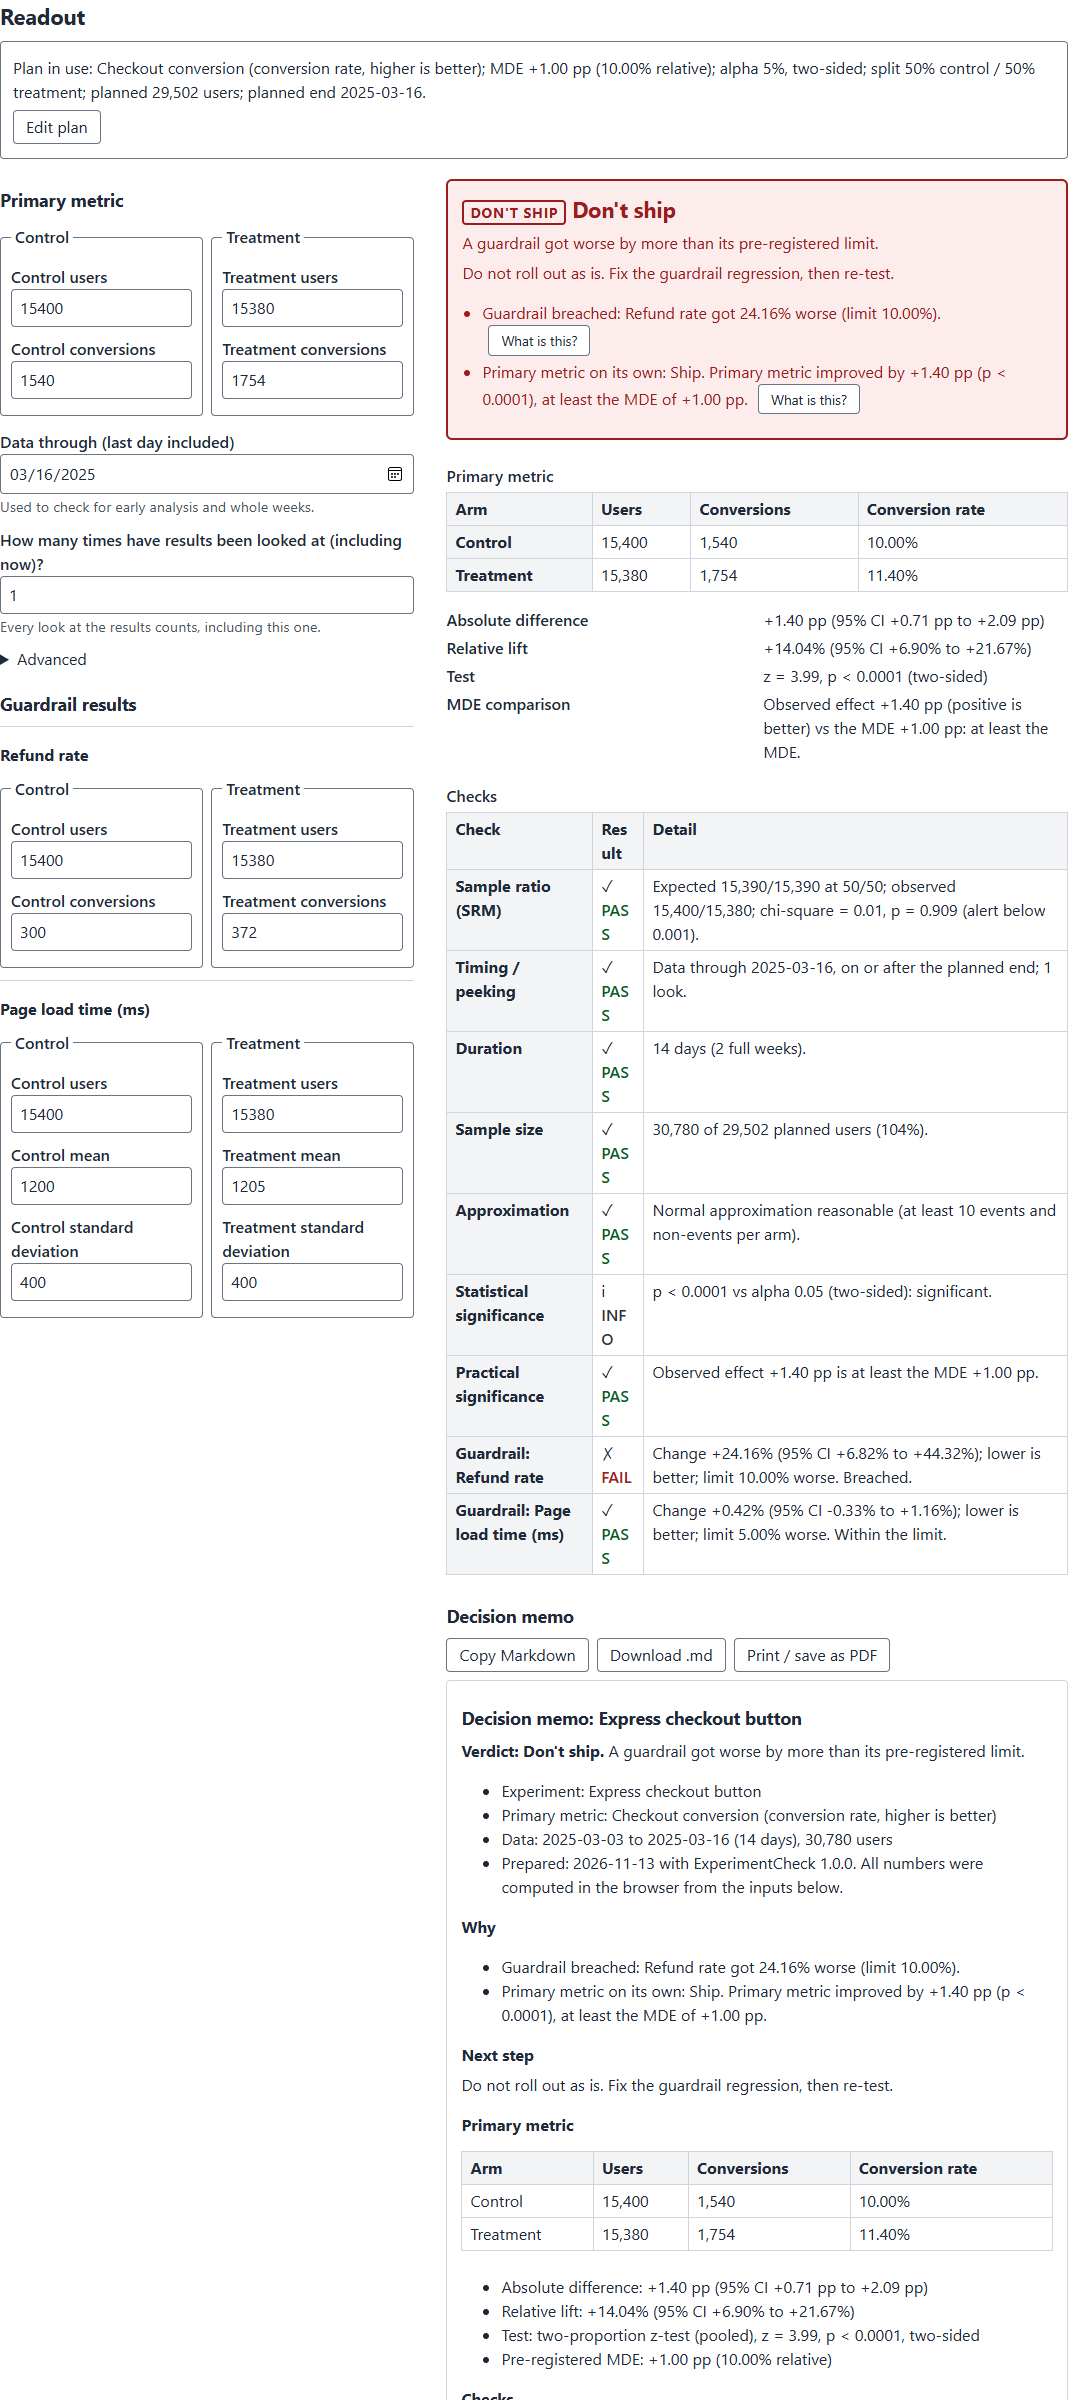 Readout
Plan in use: Checkout conversion (conversion rate, higher is better); MDE +1.00 pp (10.00% relative); alpha 5%, two-sided; split 50% control / 50%
treatment; planned 29,502 users; planned end 2025-03-16.
Edit plan
Primary metric
Control
Control users
15400
Control conversions
1540
Treatment
Treatment users
15380
Treatment conversions
1754
Data through (last day included)
03/16/2025
Used to check for early analysis and whole weeks.
How many times have results been looked at (including
now)?
1
Every look at the results counts, including this one.
Advanced
Guardrail results
Refund rate
Control
Control users
15400
Control conversions
300
Treatment
Treatment users
15380
Treatment conversions
372
Page load time (ms)
Control
Control users
15400
Control mean
1200
Control standard
deviation
400
Treatment
Treatment users
15380
Treatment mean
1205
Treatment standard
deviation
400
DON'T SHIP Don't ship
A guardrail got worse by more than its pre-registered limit.
Do not roll out as is. Fix the guardrail regression, then re-test.
• Guardrail breached: Refund rate got 24.16% worse (limit 10.00%).
What is this?
• Primary metric on its own: Ship. Primary metric improved by +1.40 pp (p <
0.0001), at least the MDE of +1.00 pp. What is this?
Primary metric
Arm Users Conversions Conversion rate
Control 15,400 1,540 10.00%
Treatment 15,380 1,754 11.40%
Absolute difference +1.40 pp (95% CI +0.71 pp to +2.09 pp)
Relative lift +14.04% (95% CI +6.90% to +21.67%)
Test z = 3.99, p < 0.0001 (two-sided)
MDE comparison Observed effect +1.40 pp (positive is
better) vs the MDE +1.00 pp: at least the
MDE.
Checks
Check Res Detail
ult
Sample ratio ✓ Expected 15,390/15,390 at 50/50; observed
(SRM) PAS 15,400/15,380; chi-square = 0.01, p = 0.909 (alert below
S 0.001).
Timing / ✓ Data through 2025-03-16, on or after the planned end; 1
peeking PAS look.
S
Duration ✓ 14 days (2 full weeks).
PAS
S
Sample size ✓ 30,780 of 29,502 planned users (104%).
PAS
S
Approximation ✓ Normal approximation reasonable (at least 10 events and
PAS non-events per arm).
S
Statistical i p < 0.0001 vs alpha 0.05 (two-sided): significant.
significance INF
O
Practical ✓ Observed effect +1.40 pp is at least the MDE +1.00 pp.
significance PAS
S
Guardrail: ✗ Change +24.16% (95% CI +6.82% to +44.32%); lower is
Refund rate FAIL better; limit 10.00% worse. Breached.
Guardrail: Page ✓ Change +0.42% (95% CI -0.33% to +1.16%); lower is
load time (ms) PAS better; limit 5.00% worse. Within the limit.
S
Decision memo
Copy Markdown Download .md Print / save as PDF
Decision memo: Express checkout button
Verdict: Don't ship. A guardrail got worse by more than its pre-registered limit.
• Experiment: Express checkout button
• Primary metric: Checkout conversion (conversion rate, higher is better)
• Data: 2025-03-03 to 2025-03-16 (14 days), 30,780 users
• Prepared: 2026-11-13 with ExperimentCheck 1.0.0. All numbers were
computed in the browser from the inputs below.
Why
• Guardrail breached: Refund rate got 24.16% worse (limit 10.00%).
• Primary metric on its own: Ship. Primary metric improved by +1.40 pp (p <
0.0001), at least the MDE of +1.00 pp.
Next step
Do not roll out as is. Fix the guardrail regression, then re-test.
Primary metric
Arm Users Conversions Conversion rate
Control 15,400 1,540 10.00%
Treatment 15,380 1,754 11.40%
• Absolute difference: +1.40 pp (95% CI +0.71 pp to +2.09 pp)
• Relative lift: +14.04% (95% CI +6.90% to +21.67%)
• Test: two-proportion z-test (pooled), z = 3.99, p < 0.0001, two-sided
• Pre-registered MDE: +1.00 pp (10.00% relative)
Checks